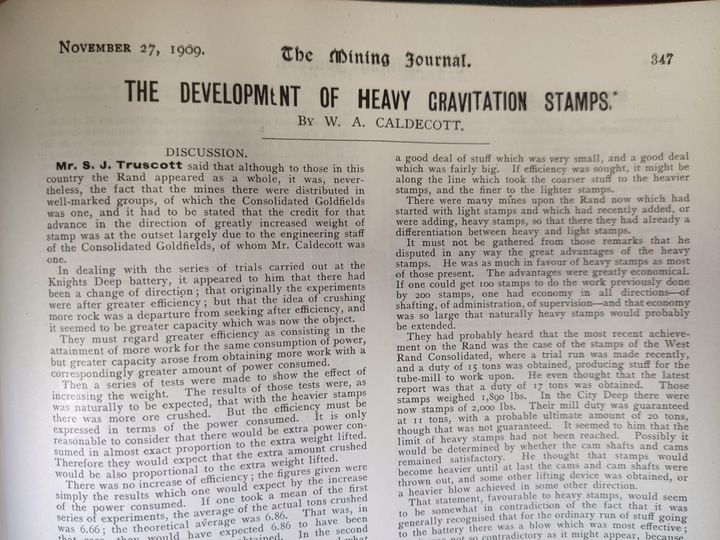 NOVEMBER 27, 1909.
The Mining Journal.
347
THE DEVELOPMENT OF HEAVY GRAVITATION STAMPS.*
BY W. A. CALDECOTT.
DISCUSSION.
Mr. S. J. Truscott said that although to those in this
country the Rand appeared as a whole, it was, never-
theless, the fact that the mines there were distributed in
well-marked groups, of which the Consolidated Goldfields
was one, and it had to be stated that the credit for that
advance in the direction of greatly increased weight of
stamp was at the outset largely due to the engineering staff
of the Consolidated Goldfields, of whom Mr. Caldecott was
one.
In dealing with the series of trials carried out at the
Knights Deep battery, it appeared to him that there had
been a change of direction; that originally the experiments
were after greater efficiency; but that the idea of crushing
more rock was a departure from seeking after efficiency, and
it seemed to be greater capacity which was now the object.
They must regard greater efficiency as consisting in the
attainment of more work for the same consumption of power,
but greater capacity arose from obtaining more work with a
correspondingly greater amount of power consumed.
Then a series of tests were made to show the effect of
increasing the weight. The results of those tests were, as
was naturally to be expected, that with the heavier stamps
there was more ore crushed. But the efficiency must be
expressed in terms of the power consumed. It is only
reasonable to consider that there would be extra power con-
sumed in almost exact proportion to the extra weight lifted.
Therefore they would expect that the extra amount crushed
would be also proportional to the extra weight lifted.
There was no increase of efficiency; the figures given were
simply the results which one would expect by the increase
of the power consumed. If one took a mean of the first
series of experiments, the average of the actual tons crushed
was 6.66; the theoretical average was 6.86. That was, in
that case, they would have expected 6.86 to have been
obtained. In the second
what
a good deal of stuff which was very small, and a good deal
which was fairly big. If efficiency was sought, it might be
along the line which took the coarser stuff to the heavier
stamps, and the finer to the lighter stamps.
There were many mines upon the Rand now which had
started with light stamps and which had recently added, or
were adding, heavy stamps, so that there they had already a
differentiation between heavy and light stamps.
It must not be gathered from those remarks that he
disputed in any way the great advantages of the heavy
stamps. He was as much in favour of heavy stamps as most
of those present. The advantages were greatly economical.
If one could get 100 stamps to do the work previously done
by 200 stamps, one had economy in all directions—of
shafting, of administration, of supervision—and that economy
was so large that naturally heavy stamps would probably
be extended.
They had probably heard that the most recent achieve-
ment on the Rand was the case of the stamps of the West
Rand Consolidated, where a trial run was made recently,
and a duty of 15 tons was obtained, producing stuff for the
tube-mill to work upon. He even thought that the latest
report was that a duty of 17 tons was obtained. Those
stamps weighed 1,890 lbs. In the City Deep there were
now stamps of 2,000 lbs. Their mill duty was guaranteed
at 11 tons, with a probable ultimate amount of 20 tons,
though that was not guaranteed. It seemed to him that the
limit of heavy stamps had not been reached. Possibly it
would be determined by whether the cam shafts and cams
remained satisfactory. He thought that stamps would
become heavier until at last the cams and cam shafts were
thrown out, and some other lifting device was obtained, or
a heavier blow achieved in some other direction.
That statement, favourable to heavy stamps, would seem
to be somewhat in contradiction of the fact that it was
generally recognised that for the ordinary run of stuff going
to the battery there was a blow which was most effective;
was not so contradictory as it might appear, because